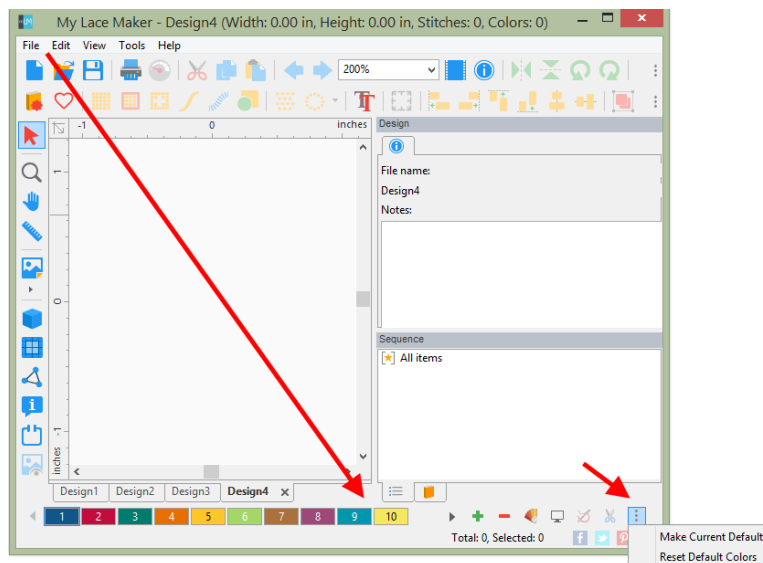 My Lace Maker - Design4 (Width: 0.00 in, Height: 0.00 in, Stitches: 0, Colors: 0)
File Edit View Tools Help
200%
-1 0 inches
Design
File name:
Design4
Notes:
1
0
-1
inches
Sequence
All items
Design1 Design2 Design3 Design4 x
1 2 3 4 5 6 7 8 9 10
Total: 0, Selected: 0
Make Current Default
Reset Default Colors